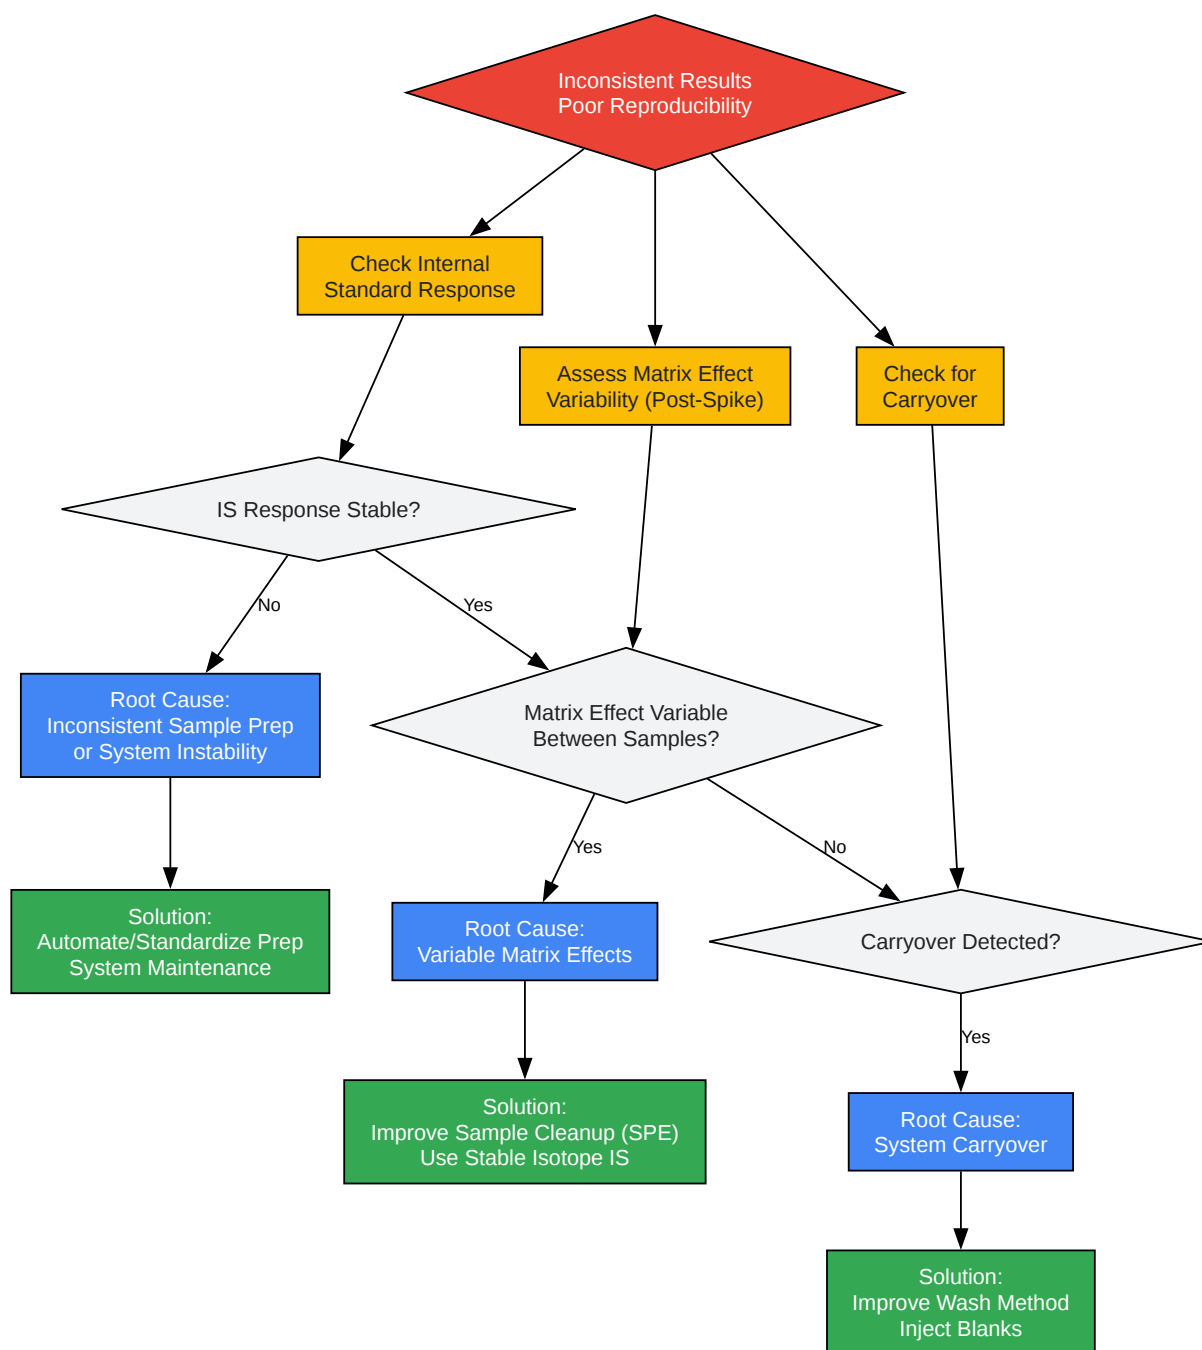 Inconsistent Results
Poor Reproducibility
Check Internal
Standard Response
Assess Matrix Effect
Variability (Post-Spike)
Check for
Carryover
IS Response Stable?
No
Yes
Root Cause:
Inconsistent Sample Prep
or System Instability
Matrix Effect Variable
Between Samples?
Yes
No
Solution:
Automate/Standardize Prep
System Maintenance
Root Cause:
Variable Matrix Effects
Carryover Detected?
Yes
Solution:
Improve Sample Cleanup (SPE)
Use Stable Isotope IS
Root Cause:
System Carryover
Solution:
Improve Wash Method
Inject Blanks